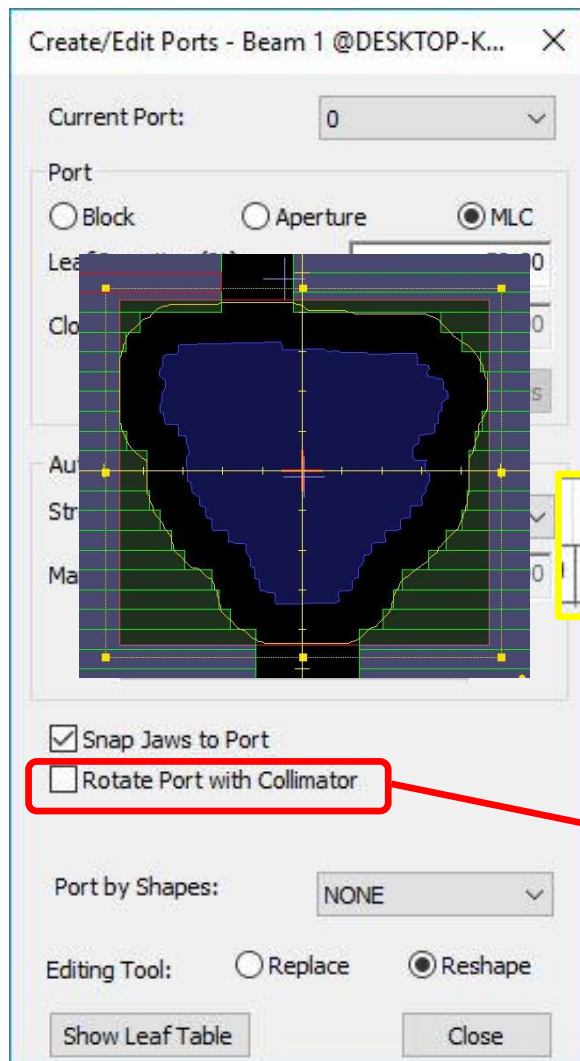 Create/Edit Ports - Beam 1 @DESKTOP-K...
Current Port:
0
Port
Block
Aperture
MLC
Snap Jaws to Port
Rotate Port with Collimator
Port by Shapes:
NONE
Editing Tool:
Replace
Reshape
Show Leaf Table
Close